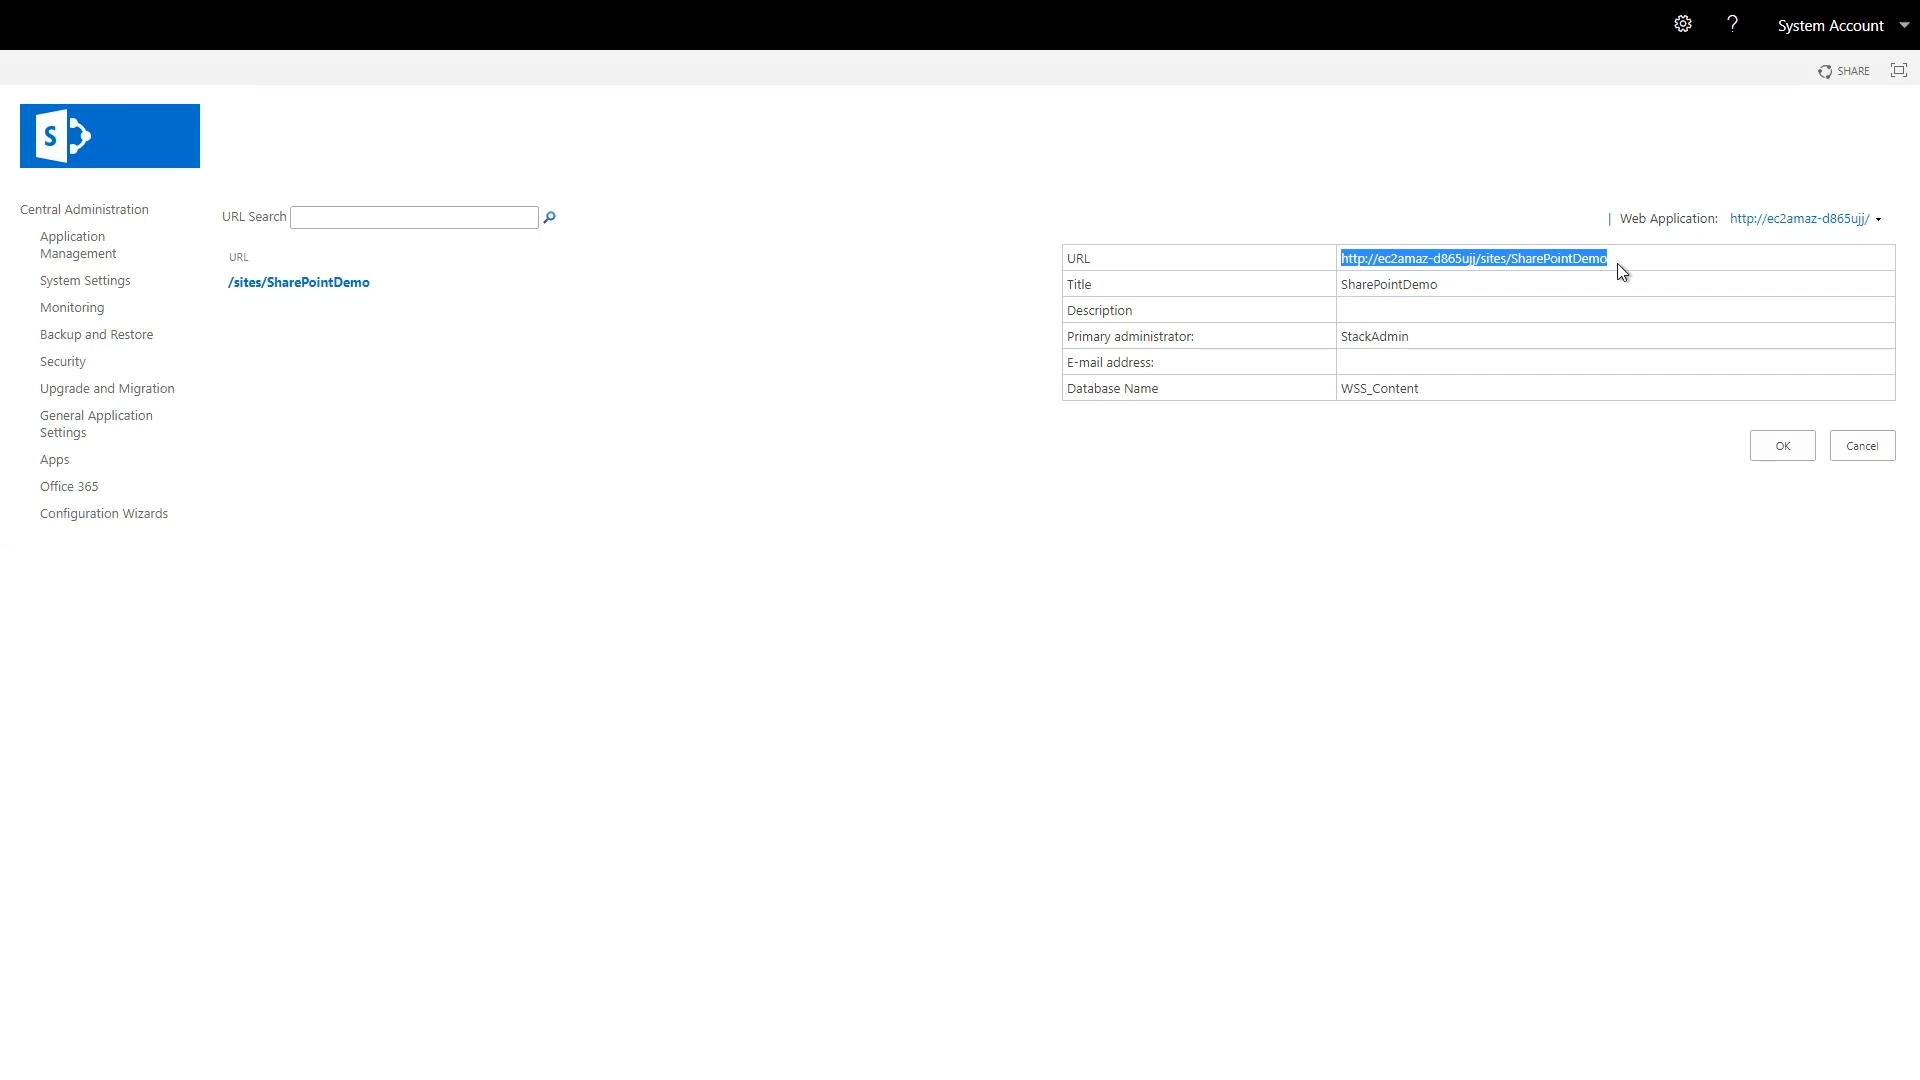 ? System Account
SHARE
S
Central Administration
Application
Management
System Settings
Monitoring
Backup and Restore
Security
Upgrade and Migration
General Application
Settings
Apps
Office 365
Configuration Wizards
URL Search
URL
/sites/SharePointDemo
| Web Application: http://ec2amaz-d865ujj/
URL http://ec2amaz-d865ujj/sites/SharePointDemo
Title SharePointDemo
Description
Primary administrator: StackAdmin
E-mail address:
Database Name WSS_Content
OK Cancel